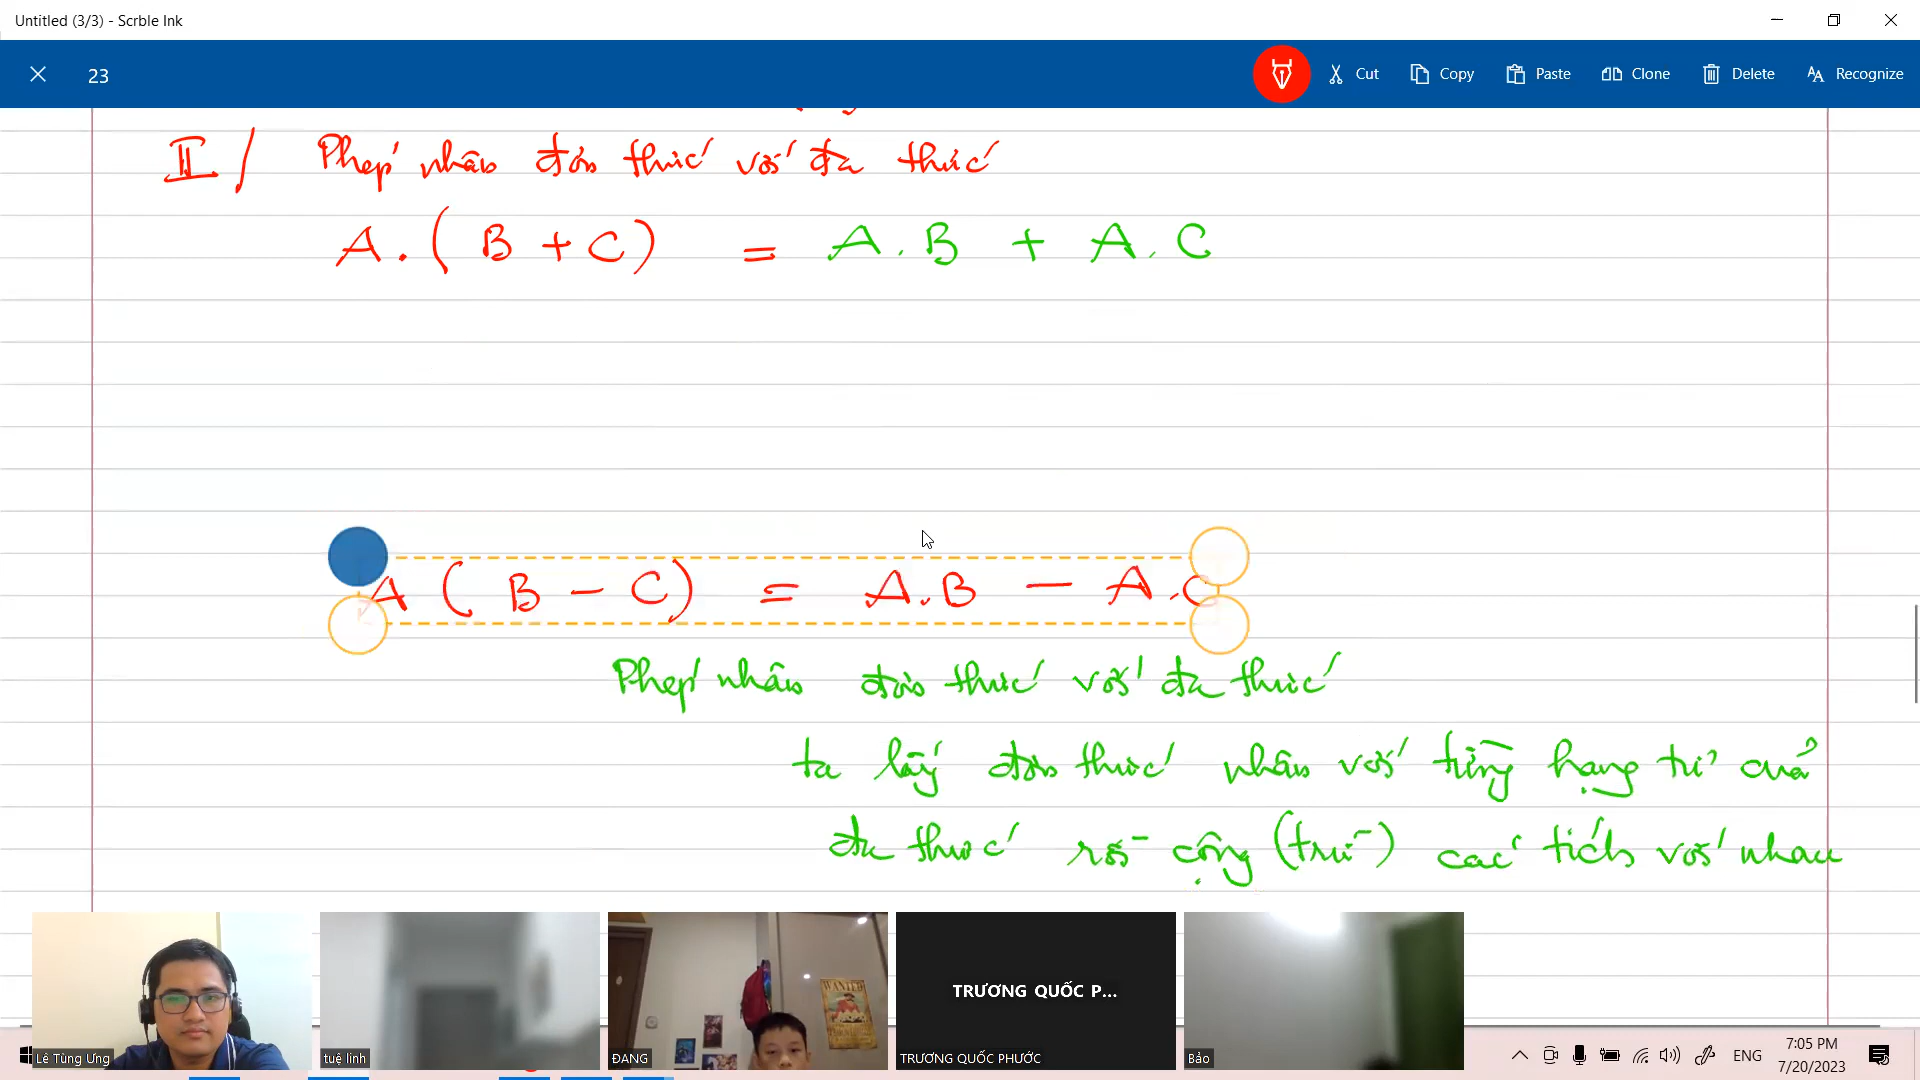 Untitled (3/3) - Scrble Ink
23
Cut
Copy
Paste
Clone
Delete
Recognize
II / Phép nhân đơn thức với đa thức
A.( B + C) = A.B + A.C
A ( B - C) = A.B - A.C
Phép nhân đơn thức với đa thức
ta lấy đơn thức nhân với từng hạng tử của
đa thức rồi cộng (trừ) các tích với nhau
WANTED
TRƯƠNG QUỐC P...
Lê Tùng Ưng
tuệ linh
ĐANG
TRƯƠNG QUỐC PHƯỚC
Bảo
ENG
7:05 PM
7/20/2023